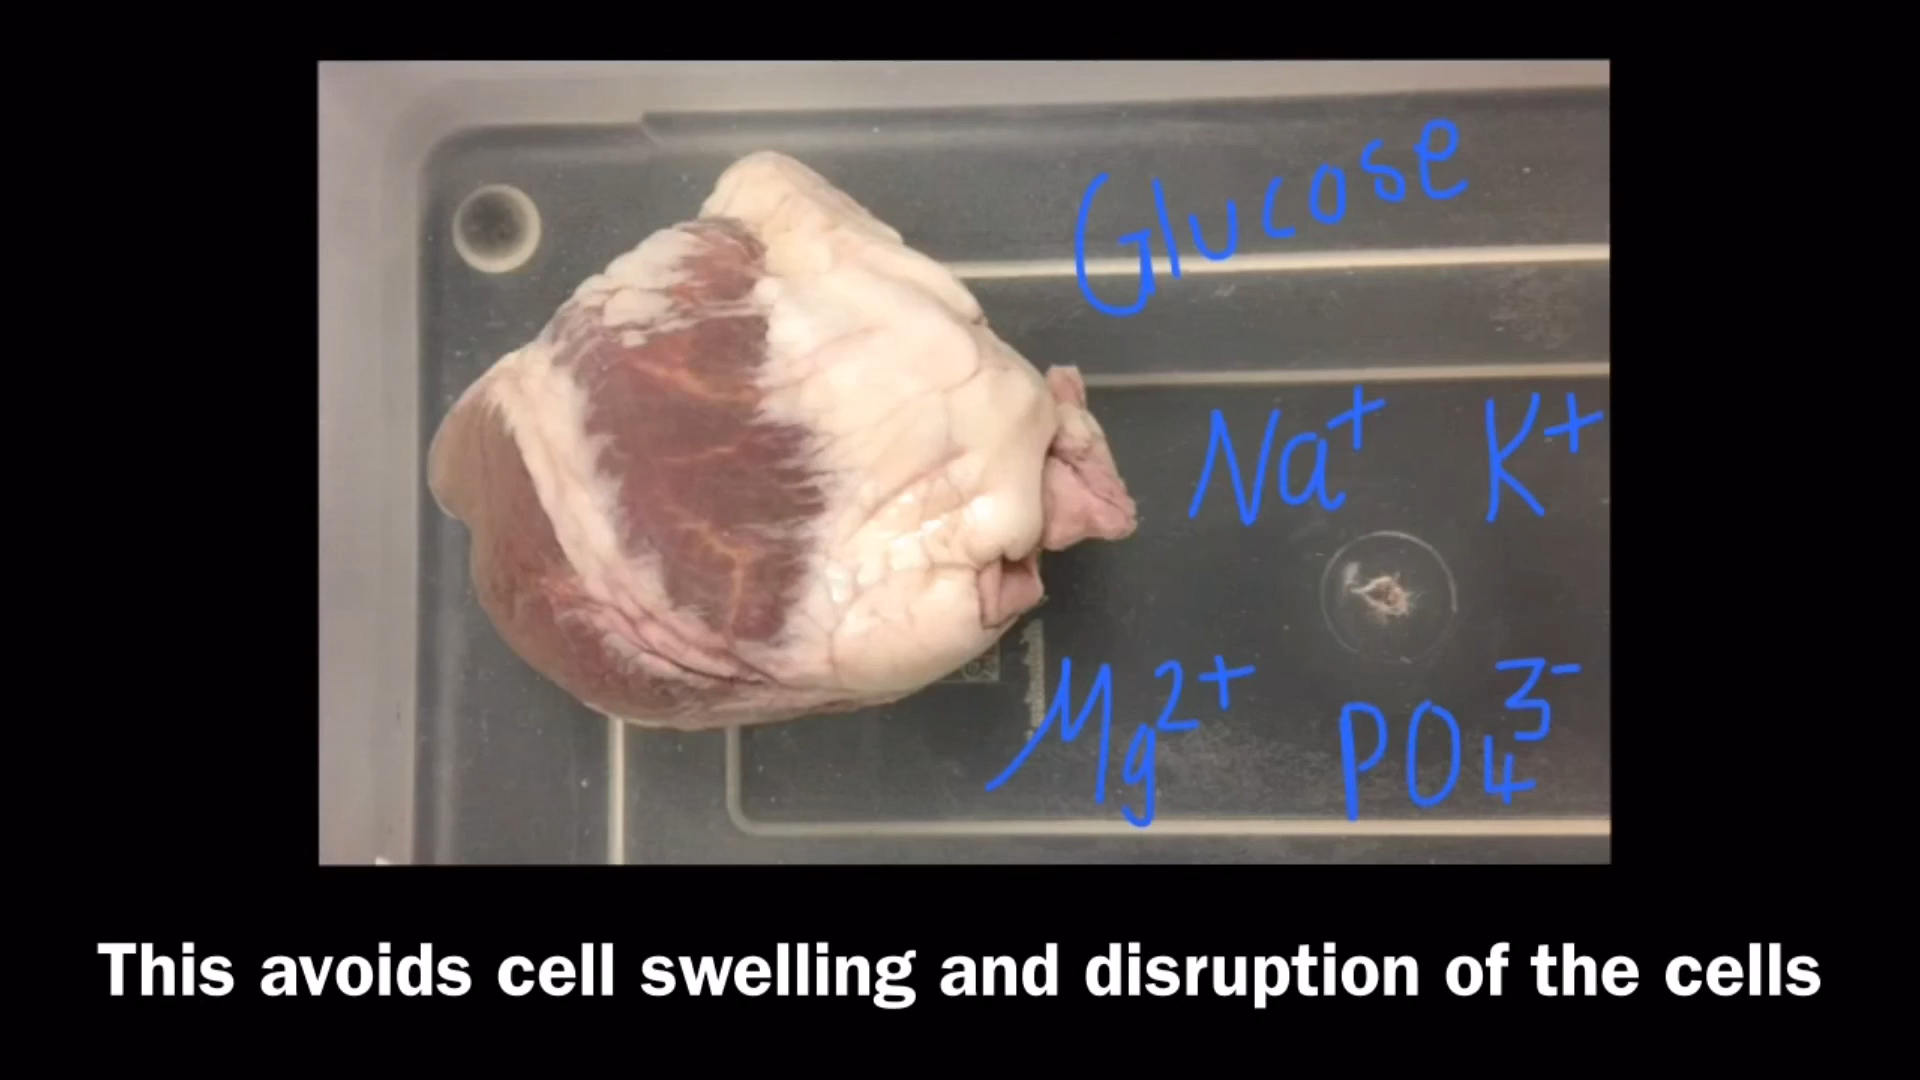 Glucose
Na⁺ K⁺
Mg²⁺ PO₄³⁻
This avoids cell swelling and disruption of the cells